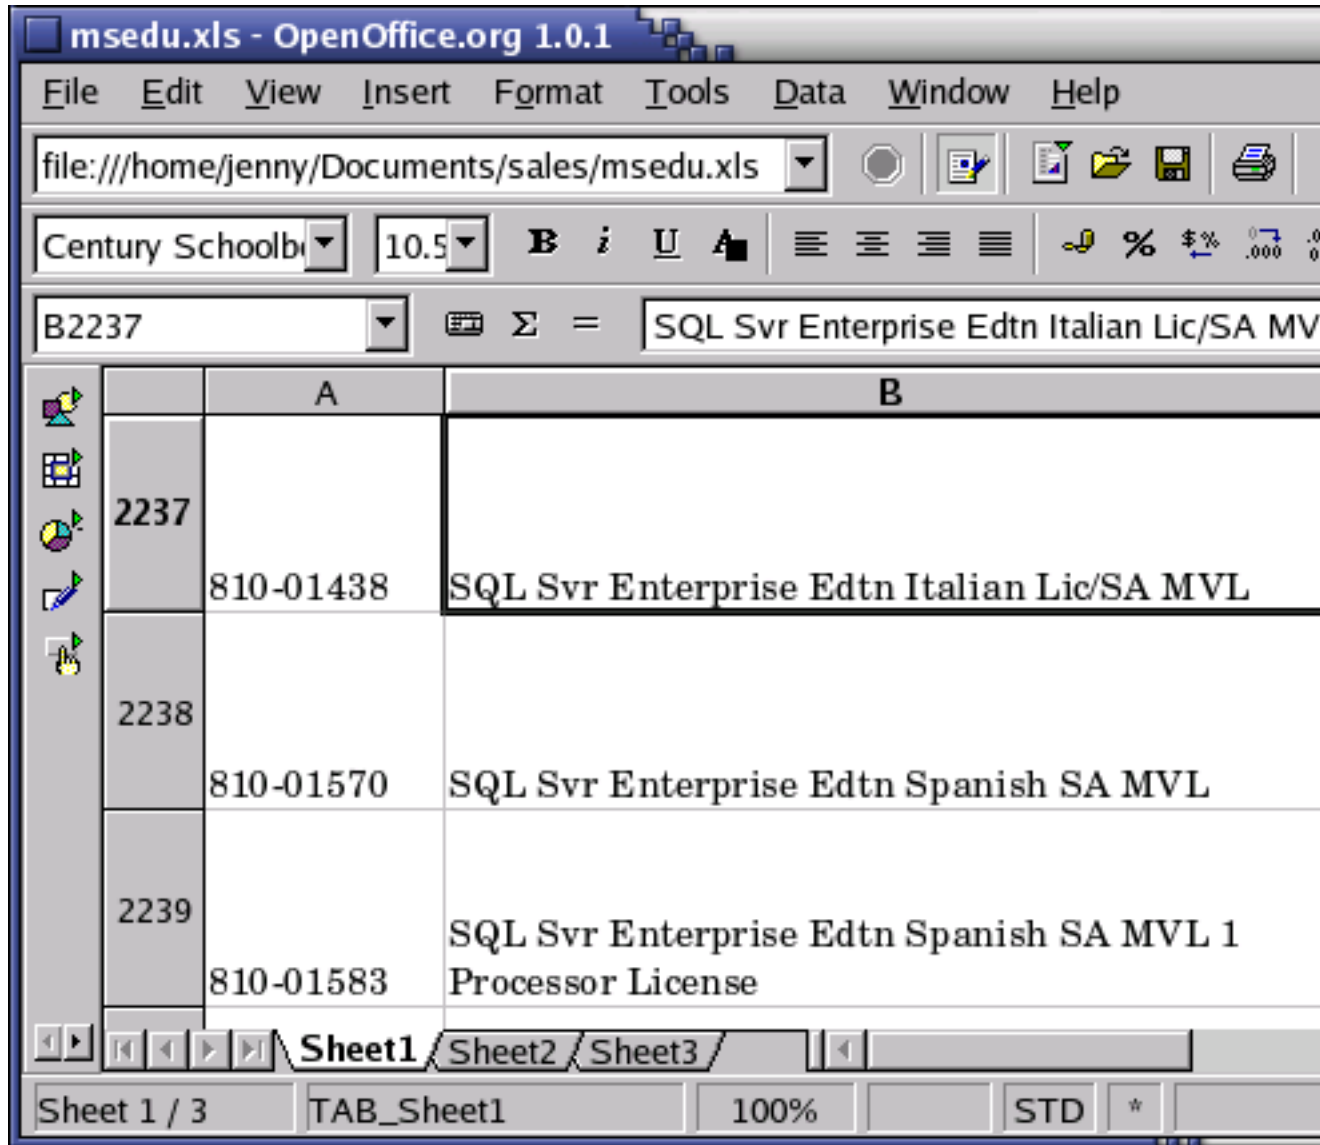 msedu.xls - OpenOffice.org 1.0.1
File Edit View Insert Format Tools Data Window Help
file:///home/jenny/Documents/sales/msedu.xls
Century Schoolb 10.5 B i U A % $% .000
B2237 Σ = SQL Svr Enterprise Edtn Italian Lic/SA MV
A B
2237 810-01438 SQL Svr Enterprise Edtn Italian Lic/SA MVL
2238 810-01570 SQL Svr Enterprise Edtn Spanish SA MVL
2239 810-01583 SQL Svr Enterprise Edtn Spanish SA MVL 1
Processor License
Sheet1 Sheet2 Sheet3
Sheet 1 / 3 TAB_Sheet1 100% STD *